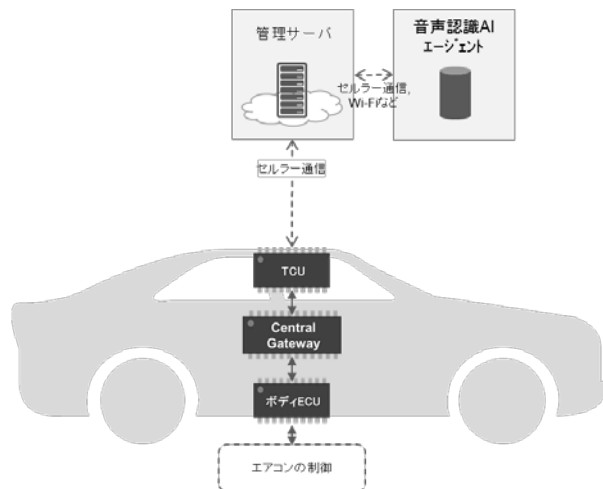 管理サーバ
音声認識AI
エージェント
セルラー通信,
Wi-Fiなど
セルラー通信
TCU
Central
Gateway
ボディECU
エアコンの制御